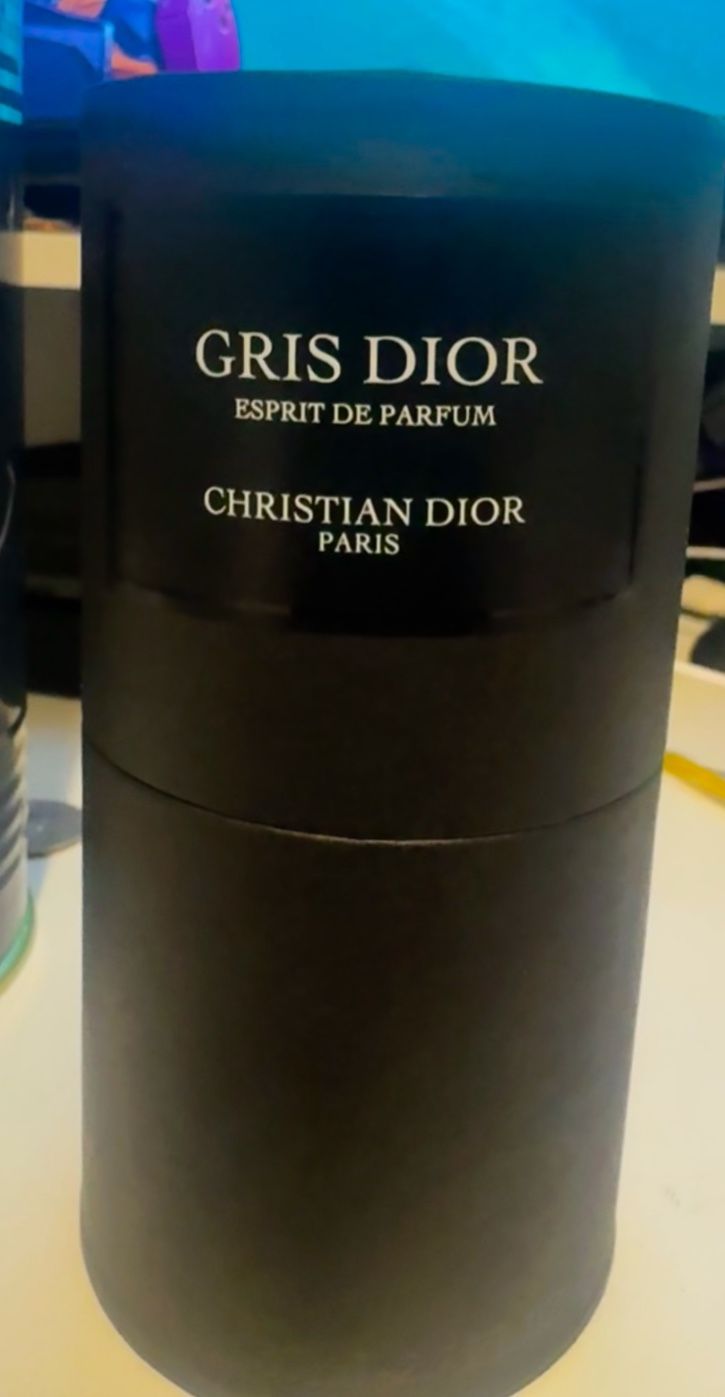 GRIS DIOR
ESPRIT DE PARFUM
CHRISTIAN DIOR
PARIS